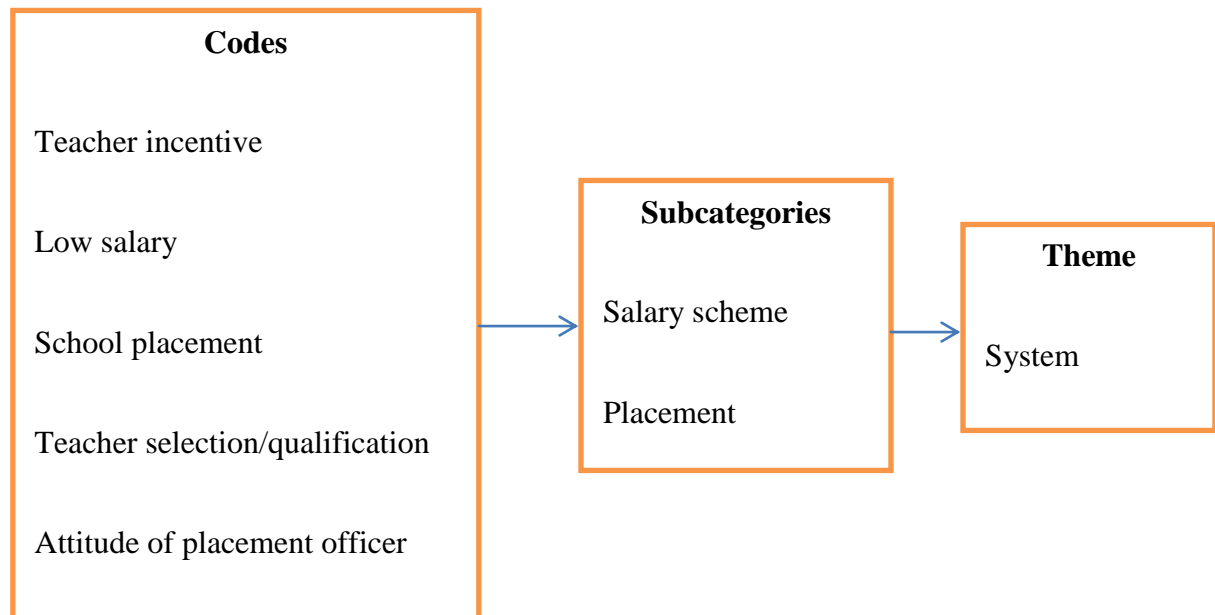 Codes
Teacher incentive
Low salary
School placement
Teacher selection/qualification
Attitude of placement officer
Subcategories
Salary scheme
Placement
Theme
System